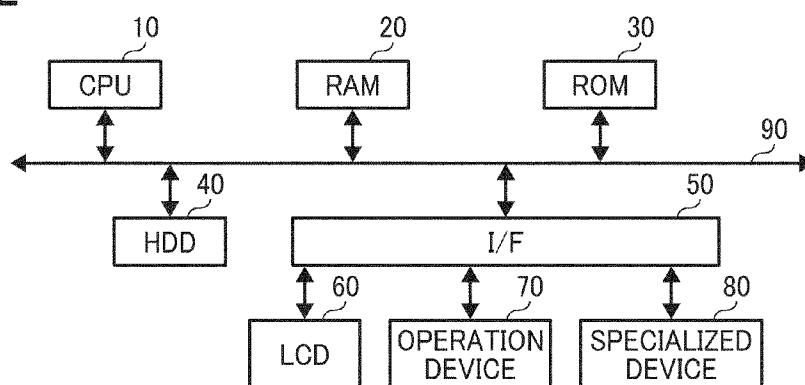 10
20
30
CPU
RAM
ROM
90
40
50
HDD
I/F
60
70
80
LCD
OPERATION
DEVICE
SPECIALIZED
DEVICE